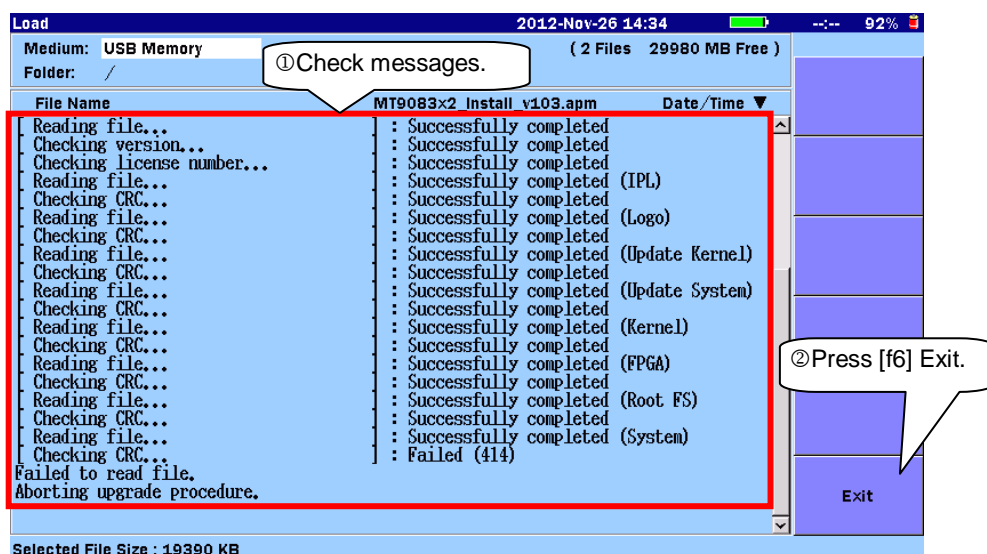 Load 2012-Nov-26 14:34 --:-- 92%
Medium: USB Memory ( 2 Files 29980 MB Free )
Folder: /
①Check messages.
File Name MT9083x2_Install_v103.apm Date/Time ▼
[ Reading file... ] : Successfully completed
[ Checking version... ] : Successfully completed
[ Checking license number... ] : Successfully completed
[ Reading file... ] : Successfully completed (IPL)
[ Checking CRC... ] : Successfully completed
[ Reading file... ] : Successfully completed (Logo)
[ Checking CRC... ] : Successfully completed
[ Reading file... ] : Successfully completed (Update Kernel)
[ Checking CRC... ] : Successfully completed
[ Reading file... ] : Successfully completed (Update System)
[ Checking CRC... ] : Successfully completed
[ Reading file... ] : Successfully completed (Kernel)
[ Checking CRC... ] : Successfully completed
[ Reading file... ] : Successfully completed (FPGA)
[ Checking CRC... ] : Successfully completed
[ Reading file... ] : Successfully completed (Root FS)
[ Checking CRC... ] : Successfully completed
[ Reading file... ] : Successfully completed (System)
[ Checking CRC... ] : Failed (414)
Failed to read file.
Aborting upgrade procedure.
②Press [f6] Exit.
Exit
Selected File Size : 19390 KB